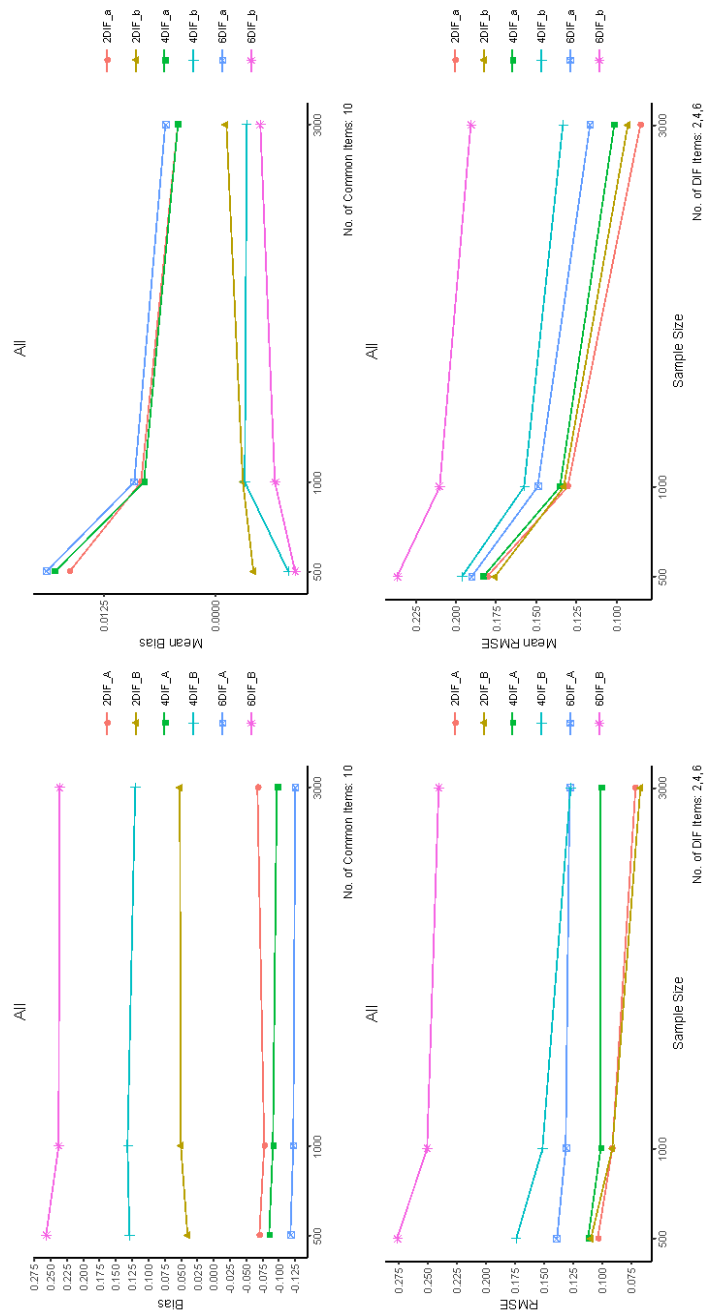 All
Bias
0.275
0.250
0.225
0.200
0.175
0.150
0.125
0.100
0.075
0.050
0.025
0.000
-0.025
-0.050
-0.075
-0.100
-0.125
500
1000
3000
No. of Common Items: 10
2DIF_A
2DIF_B
4DIF_A
4DIF_B
6DIF_A
6DIF_B
All
Mean Bias
0.0125
0.0000
500
1000
3000
No. of Common Items: 10
2DIF_a
2DIF_b
4DIF_a
4DIF_b
6DIF_a
6DIF_b
All
RMSE
0.275
0.250
0.225
0.200
0.175
0.150
0.125
0.100
0.075
500
1000
3000
Sample Size
No. of DIF Items: 2,4,6
2DIF_A
2DIF_B
4DIF_A
4DIF_B
6DIF_A
6DIF_B
All
Mean RMSE
0.225
0.200
0.175
0.150
0.125
0.100
500
1000
3000
Sample Size
No. of DIF Items: 2,4,6
2DIF_a
2DIF_b
4DIF_a
4DIF_b
6DIF_a
6DIF_b